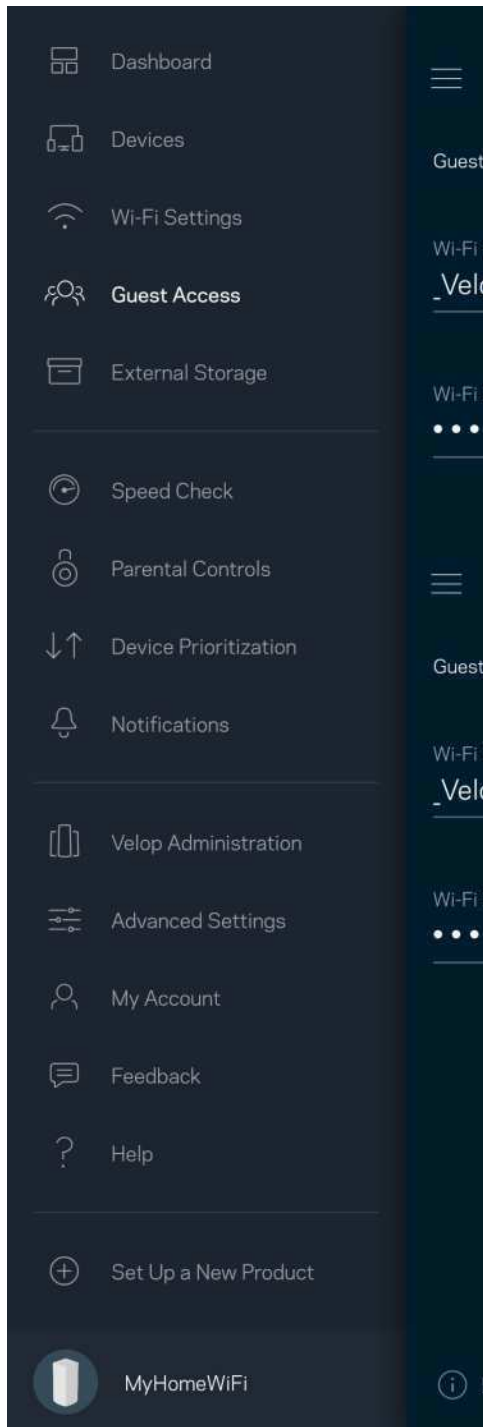 Dashboard
Devices
Wi-Fi Settings
Guest Access
External Storage
Speed Check
Parental Controls
Device Prioritization
Notifications
Velop Administration
Advanced Settings
My Account
Feedback
Help
Set Up a New Product
MyHomeWiFi
Guest
Wi-Fi
_Velo
Wi-Fi
Guest
Wi-Fi
_Velo
Wi-Fi